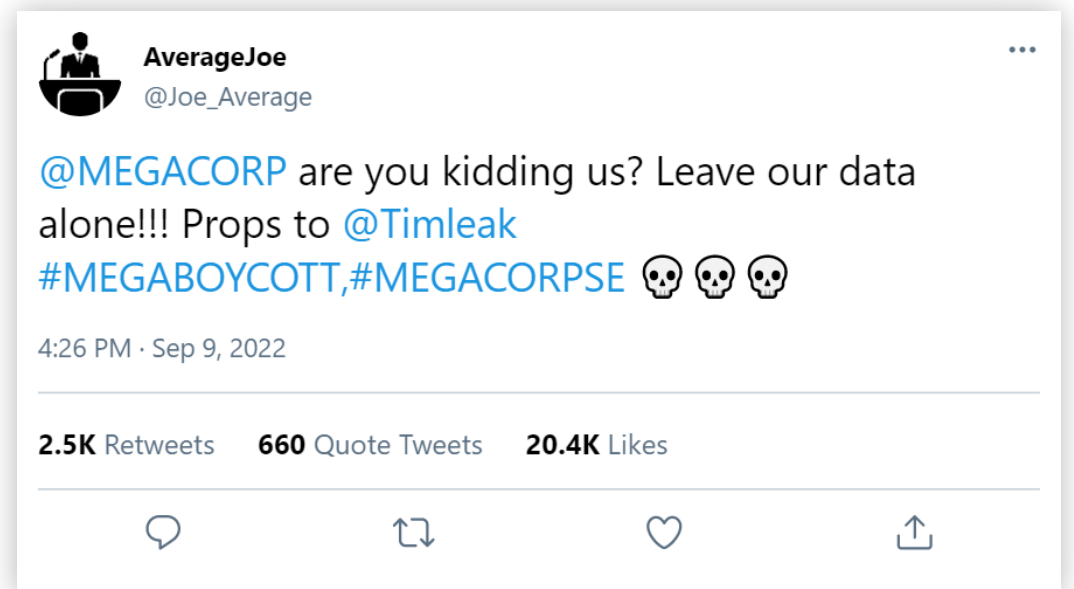 AverageJoe
@Joe_Average
@MEGACORP are you kidding us? Leave our data
alone!!! Props to @Timleak
#MEGABOYCOTT,#MEGACORPSE 💀💀💀
4:26 PM · Sep 9, 2022
2.5K Retweets 660 Quote Tweets 20.4K Likes